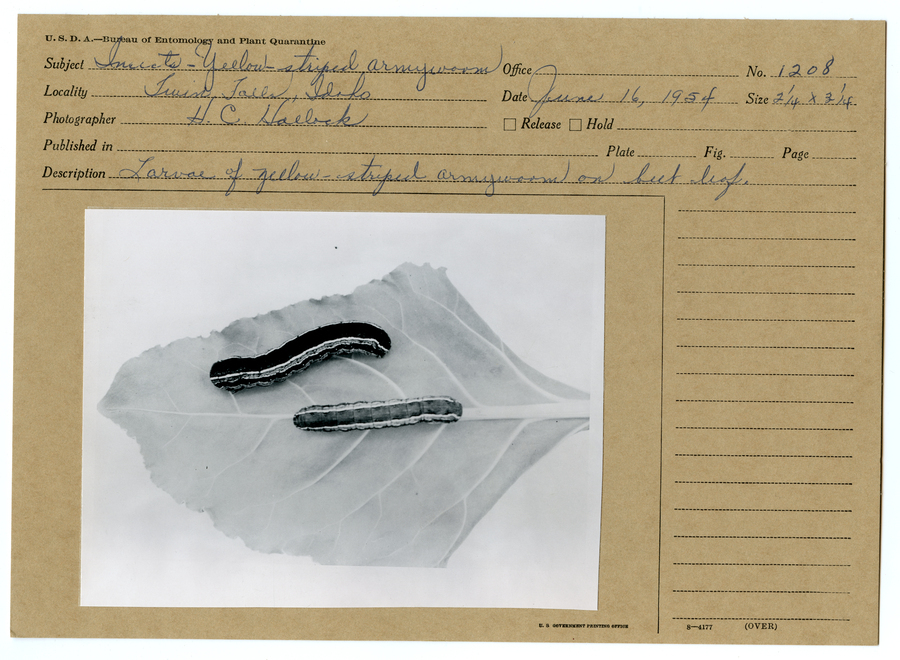 U. S. D. A.—Bureau of Entomology and Plant Quarantine
Subject Insects - Yellow-striped armyworm Office No. 1208
Locality Twin Falls, Idaho Date June 16, 1954 Size 3¼ x 3¼
Photographer H. C. Hallock Release Hold
Published in Plate Fig. Page
Description Larvae of yellow-striped armyworm on beet leaf.
U. S. GOVERNMENT PRINTING OFFICE 8—4177 (OVER)